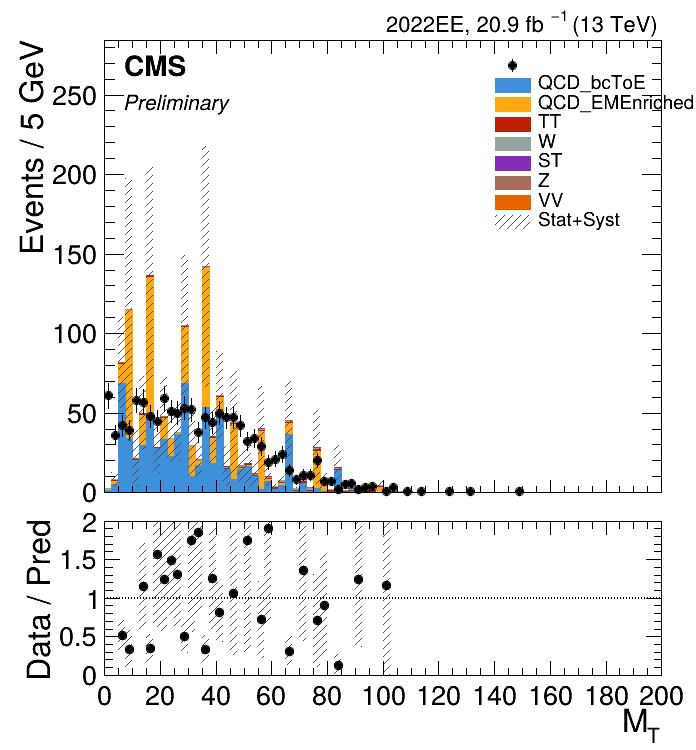 2022EE, 20.9 fb ⁻¹ (13 TeV)
CMS
Preliminary
QCD_bcToE
QCD_EMEnriched
TT
W
ST
Z
VV
Stat+Syst
Events / 5 GeV
250
200
150
100
50
0
Data / Pred
2
1.5
1
0.5
0
0 20 40 60 80 100 120 140 160 180 200
M_T